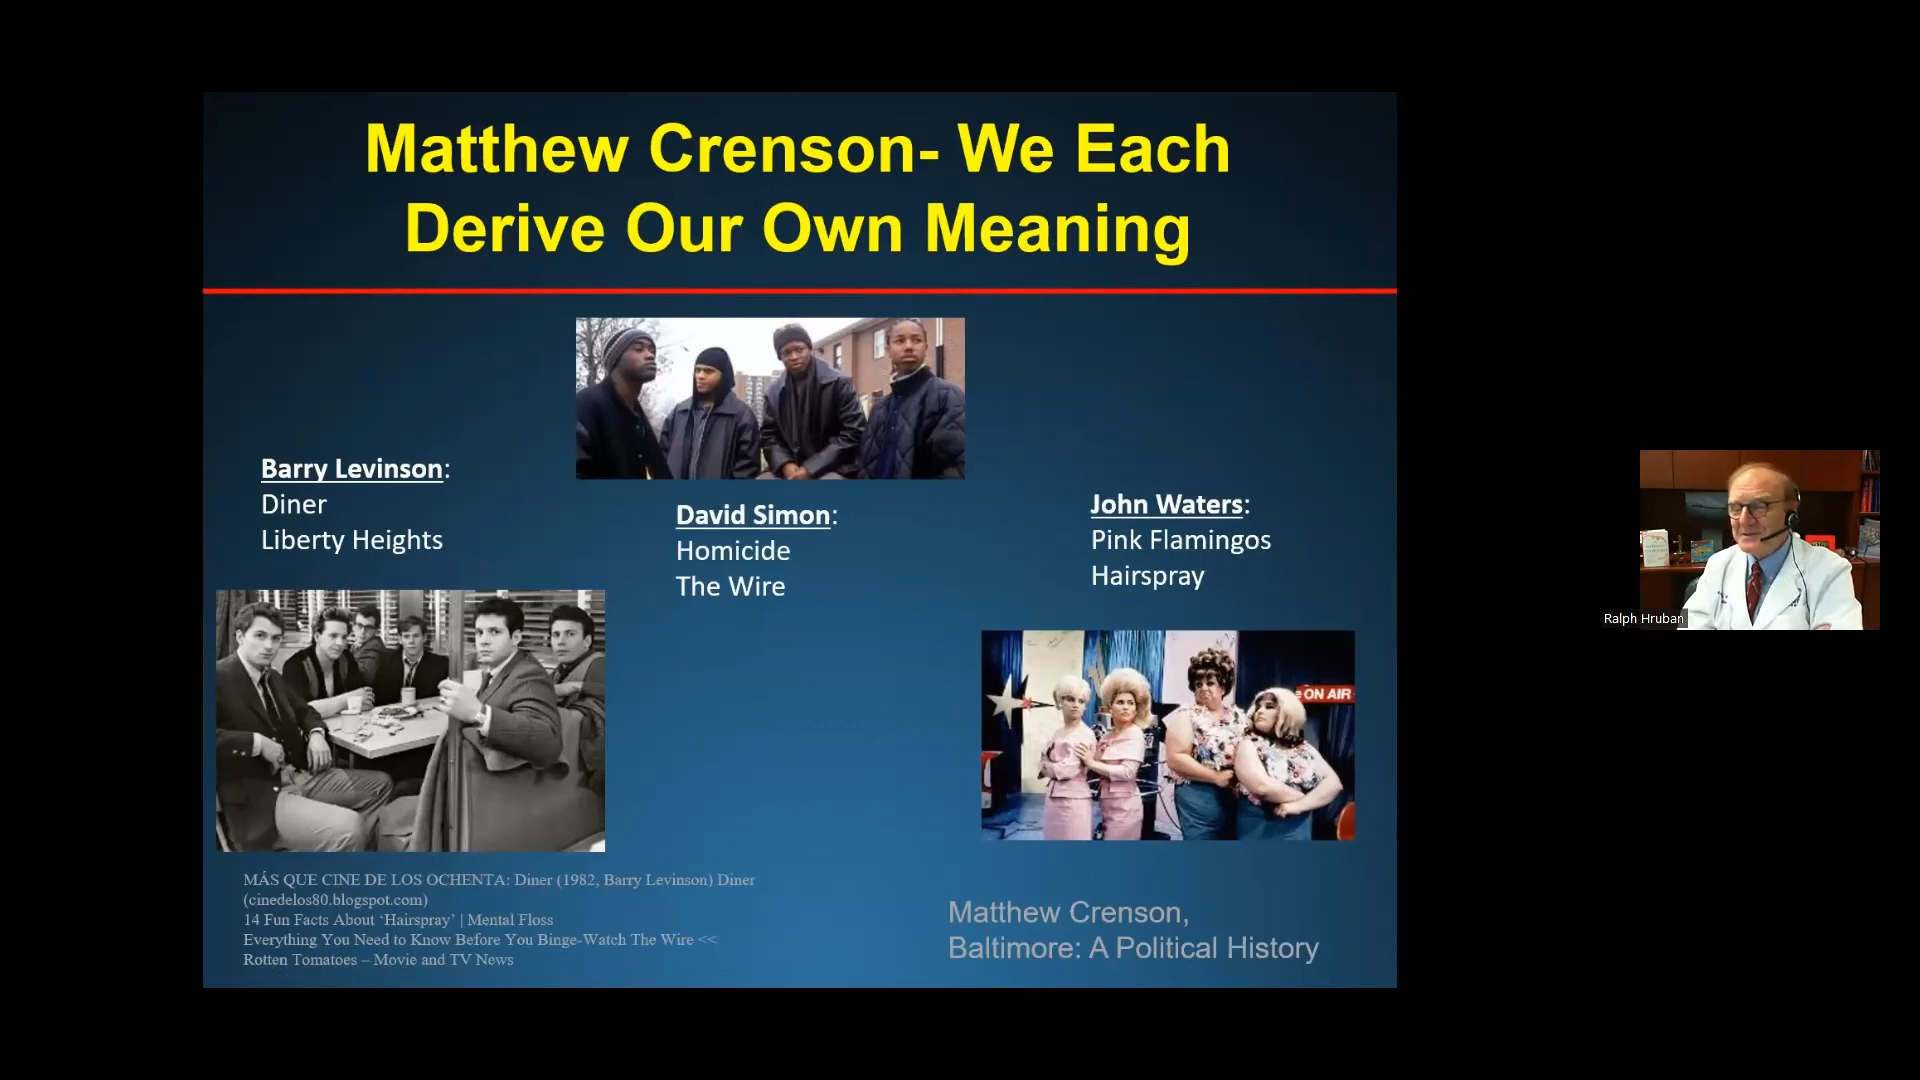 Matthew Crenson- We Each
Derive Our Own Meaning
Barry Levinson:
Diner
Liberty Heights
David Simon:
Homicide
The Wire
John Waters:
Pink Flamingos
Hairspray
ON AIR
MÁS QUE CINE DE LOS OCHENTA: Diner (1982, Barry Levinson) Diner
(cinedelos80.blogspot.com)
14 Fun Facts About ‘Hairspray’ | Mental Floss
Everything You Need to Know Before You Binge-Watch The Wire <<
Rotten Tomatoes – Movie and TV News
Matthew Crenson,
Baltimore: A Political History
Ralph Hruban